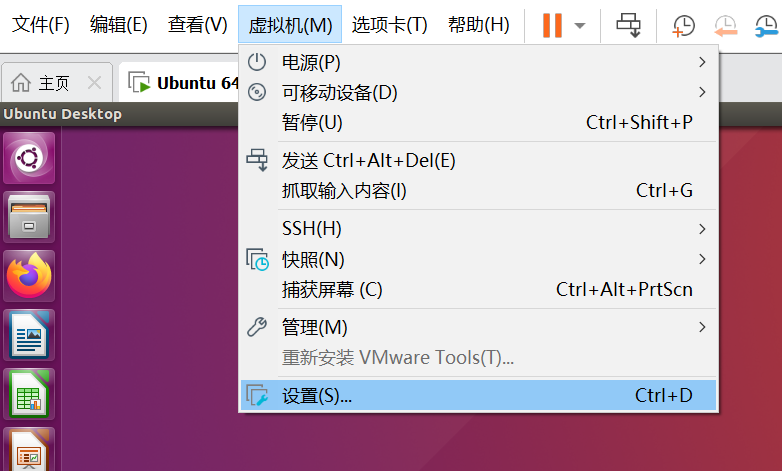 文件(F) 编辑(E) 查看(V) 虚拟机(M) 选项卡(T) 帮助(H)
主页 Ubuntu 64
Ubuntu Desktop
电源(P)
可移动设备(D)
暂停(U) Ctrl+Shift+P
发送 Ctrl+Alt+Del(E)
抓取输入内容(I) Ctrl+G
SSH(H)
快照(N)
捕获屏幕 (C) Ctrl+Alt+PrtScn
管理(M)
重新安装 VMware Tools(T)...
设置(S)... Ctrl+D